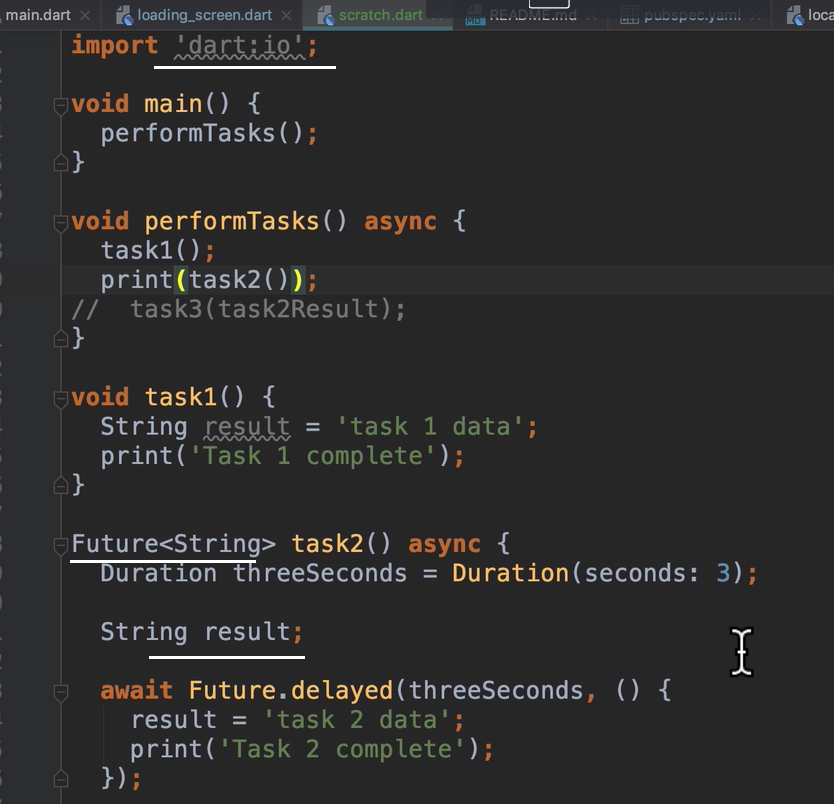 main.dart loading_screen.dart scratch.dart README.md pubspec.yaml
import 'dart:io';
void main() {
  performTasks();
}
void performTasks() async {
  task1();
  print(task2());
//  task3(task2Result);
}
void task1() {
  String result = 'task 1 data';
  print('Task 1 complete');
}
Future<String> task2() async {
  Duration threeSeconds = Duration(seconds: 3);
  String result;
  await Future.delayed(threeSeconds, () {
    result = 'task 2 data';
    print('Task 2 complete');
  });